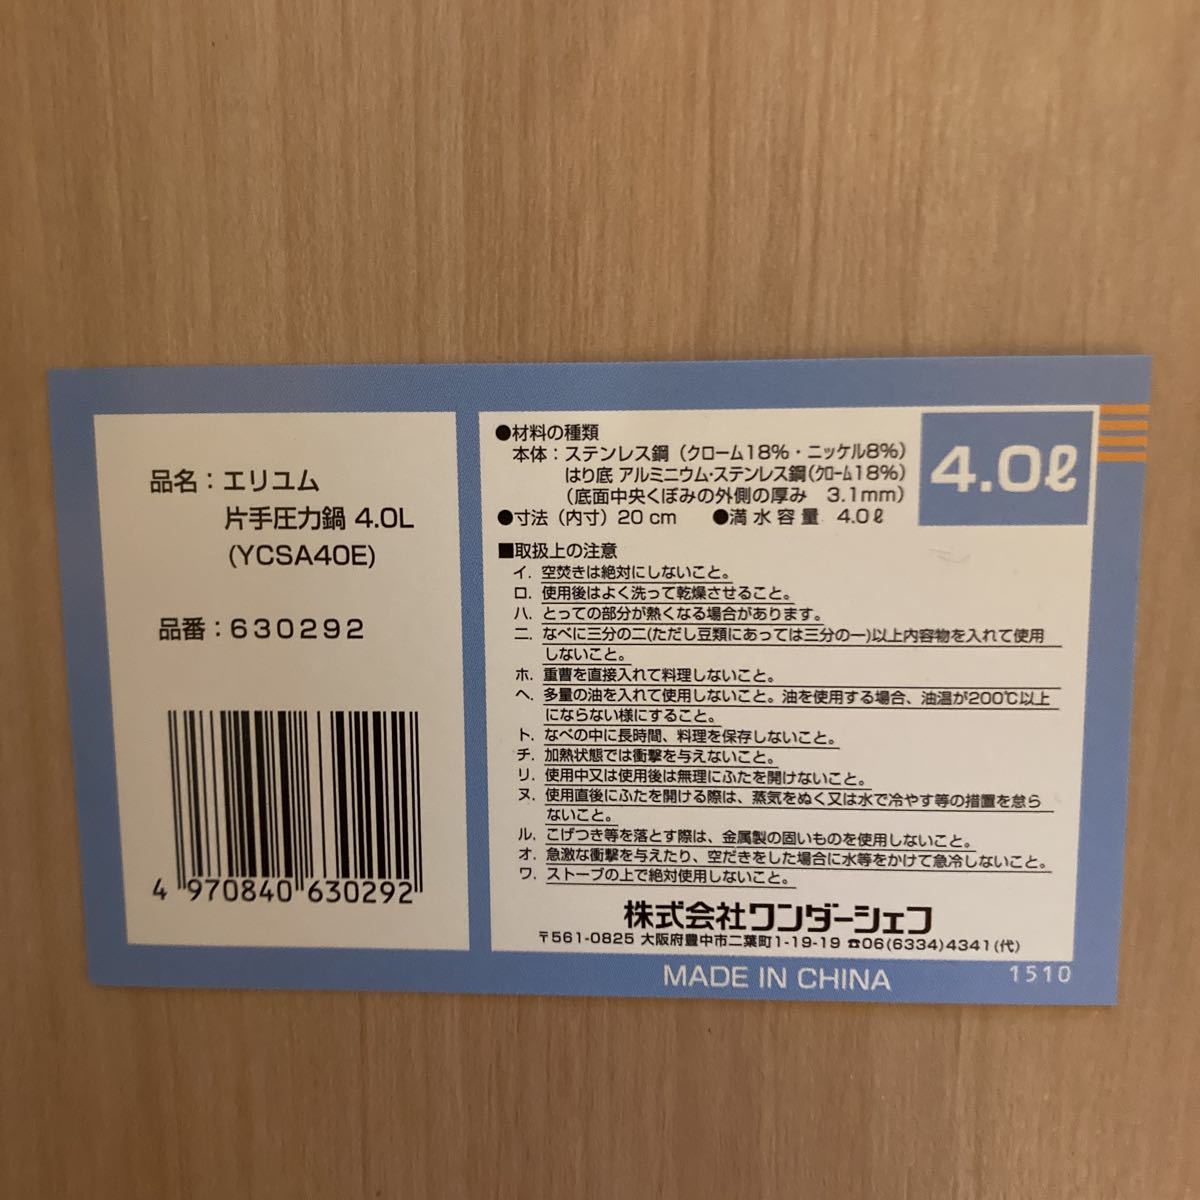 品名：エリユム
片手圧力鍋 4.0L
(YCSA40E)
品番：630292
4 970840 630292
●材料の種類
本体：ステンレス鋼（クローム18%・ニッケル8%）
はり底 アルミニウム・ステンレス鋼(クローム18%)
（底面中央くぼみの外側の厚み 3.1mm）
●寸法（内寸）20cm ●満水容量 4.0ℓ
4.0ℓ
■取扱上の注意
イ．空焚きは絶対にしないこと。
ロ．使用後はよく洗って乾燥させること。
ハ．とっての部分が熱くなる場合があります。
ニ．なべに三分の二(ただし豆類にあっては三分の一)以上内容物を入れて使用
しないこと。
ホ．重曹を直接入れて料理しないこと。
ヘ．多量の油を入れて使用しないこと。油を使用する場合、油温が200℃以上
にならない様にすること。
ト．なべの中に長時間、料理を保存しないこと。
チ．加熱状態では衝撃を与えないこと。
リ．使用中又は使用後は無理にふたを開けないこと。
ヌ．使用直後にふたを開ける際は、蒸気をぬく又は水で冷やす等の措置を怠ら
ないこと。
ル．こげつき等を落とす際は、金属製の固いものを使用しないこと。
オ．急激な衝撃を与えたり、空だきをした場合に水等をかけて急冷しないこと。
ワ．ストーブの上で絶対使用しないこと。
株式会社ワンダーシェフ
〒561-0825 大阪府豊中市二葉町1-19-19 ☎06(6334)4341(代)
MADE IN CHINA
1510